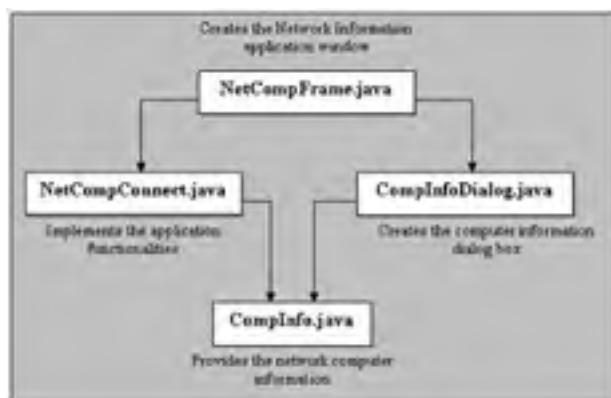 Creates the Network Information
application window
NetCompFrame.java
NetCompConnect.java
CompInfoDialog.java
Implements the application
functionalities
Creates the computer information
dialog box
CompInfo.java
Provides the network computer
information